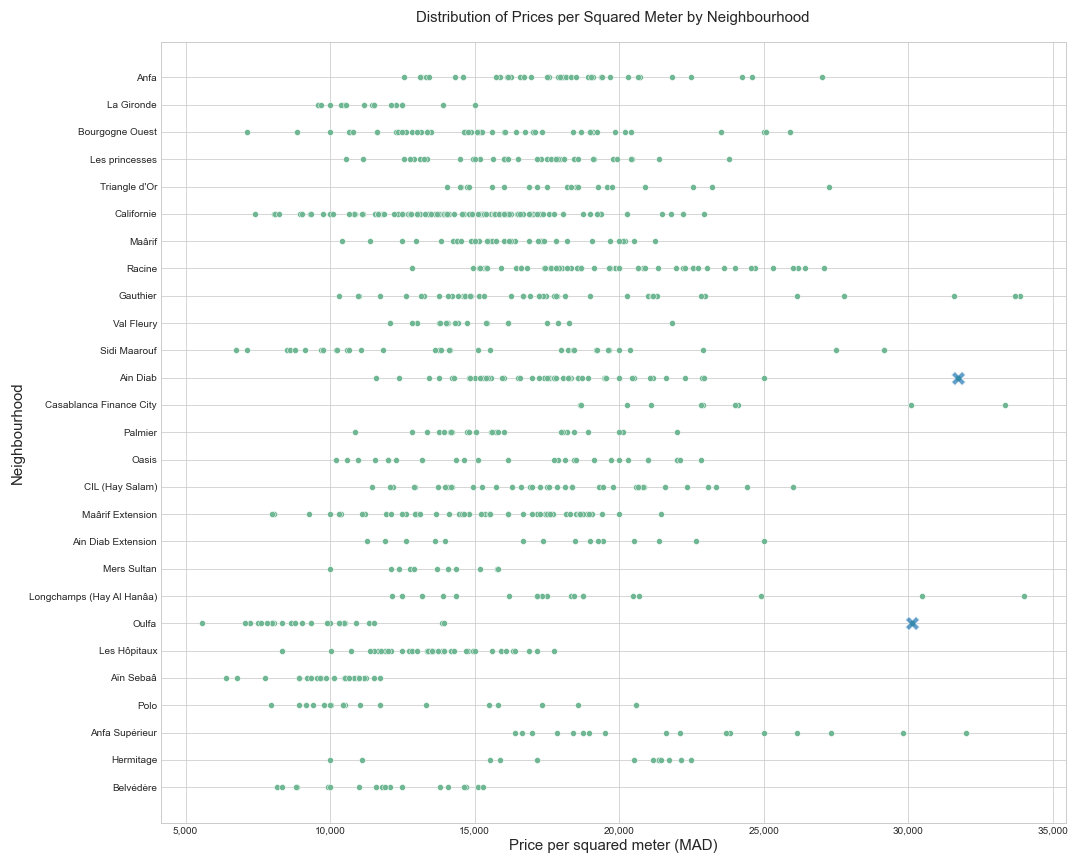 Distribution of Prices per Squared Meter by Neighbourhood
Neighbourhood
Anfa
La Gironde
Bourgogne Ouest
Les princesses
Triangle d'Or
Californie
Maârif
Racine
Gauthier
Val Fleury
Sidi Maarouf
Ain Diab
Casablanca Finance City
Palmier
Oasis
CIL (Hay Salam)
Maârif Extension
Ain Diab Extension
Mers Sultan
Longchamps (Hay Al Hanâa)
Oulfa
Les Hôpitaux
Aïn Sebaâ
Polo
Anfa Supérieur
Hermitage
Belvédère
5,000 10,000 15,000 20,000 25,000 30,000 35,000
Price per squared meter (MAD)